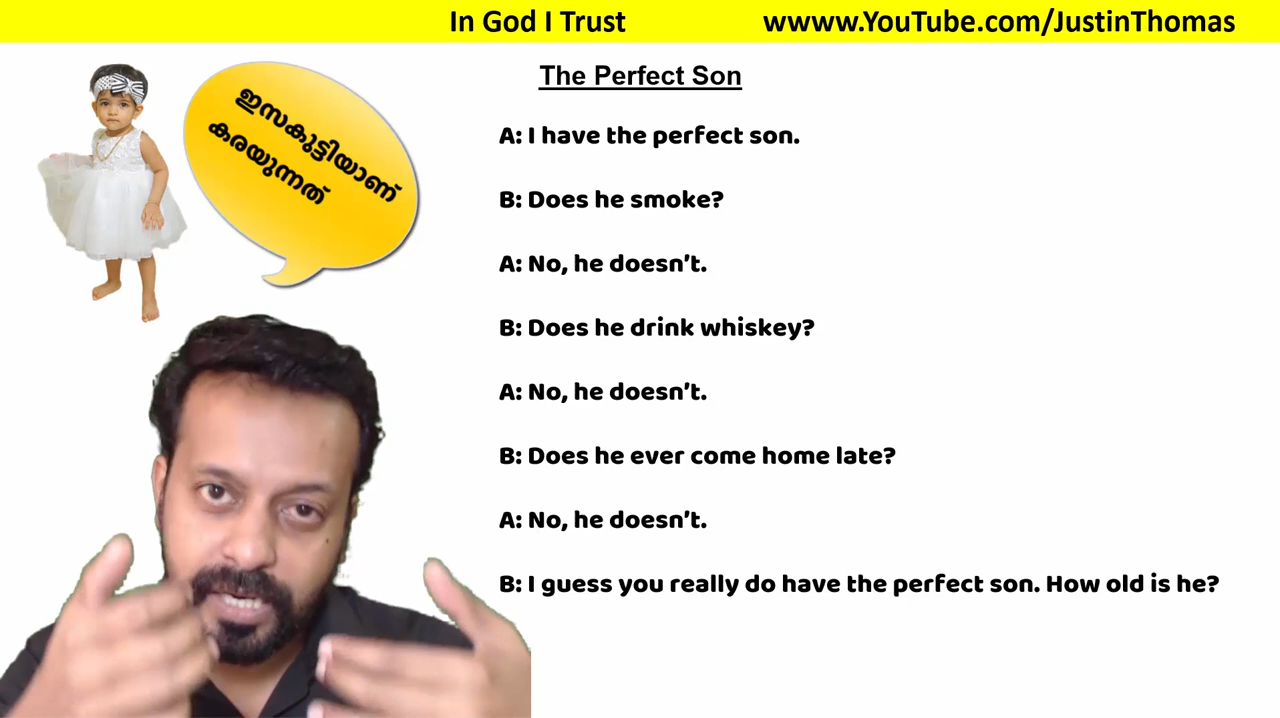 In God I Trust
wwww.YouTube.com/JustinThomas
The Perfect Son
ഇസകുട്ടിയാണ്
കരയുന്നത്
A: I have the perfect son.
B: Does he smoke?
A: No, he doesn’t.
B: Does he drink whiskey?
A: No, he doesn’t.
B: Does he ever come home late?
A: No, he doesn’t.
B: I guess you really do have the perfect son. How old is he?